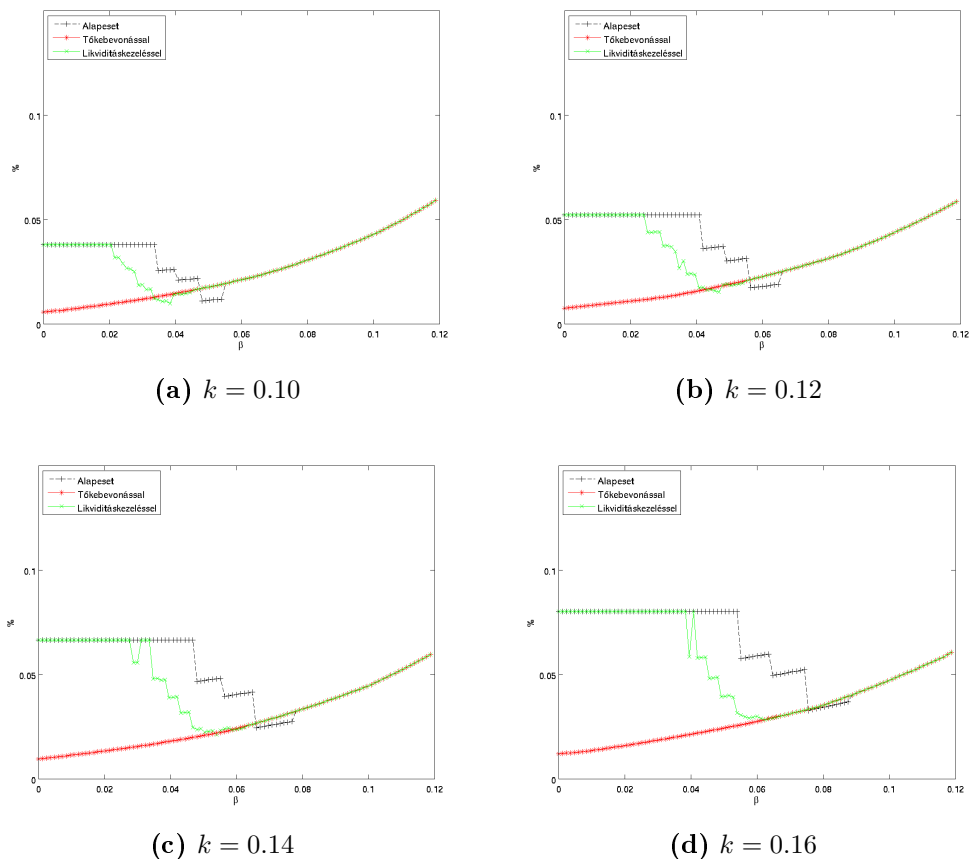 Alapeset
Tőkebevonással
Likviditáskezeléssel
0.1
%
0.05
0
0 0.02 0.04 0.06 0.08 0.1 0.12
β
(a) k = 0.10
Alapeset
Tőkebevonással
Likviditáskezeléssel
0.1
%
0.05
0
0 0.02 0.04 0.06 0.08 0.1 0.12
β
(b) k = 0.12
Alapeset
Tőkebevonással
Likviditáskezeléssel
0.1
%
0.05
0
0 0.02 0.04 0.06 0.08 0.1 0.12
β
(c) k = 0.14
Alapeset
Tőkebevonással
Likviditáskezeléssel
0.1
%
0.05
0
0 0.02 0.04 0.06 0.08 0.1 0.12
β
(d) k = 0.16